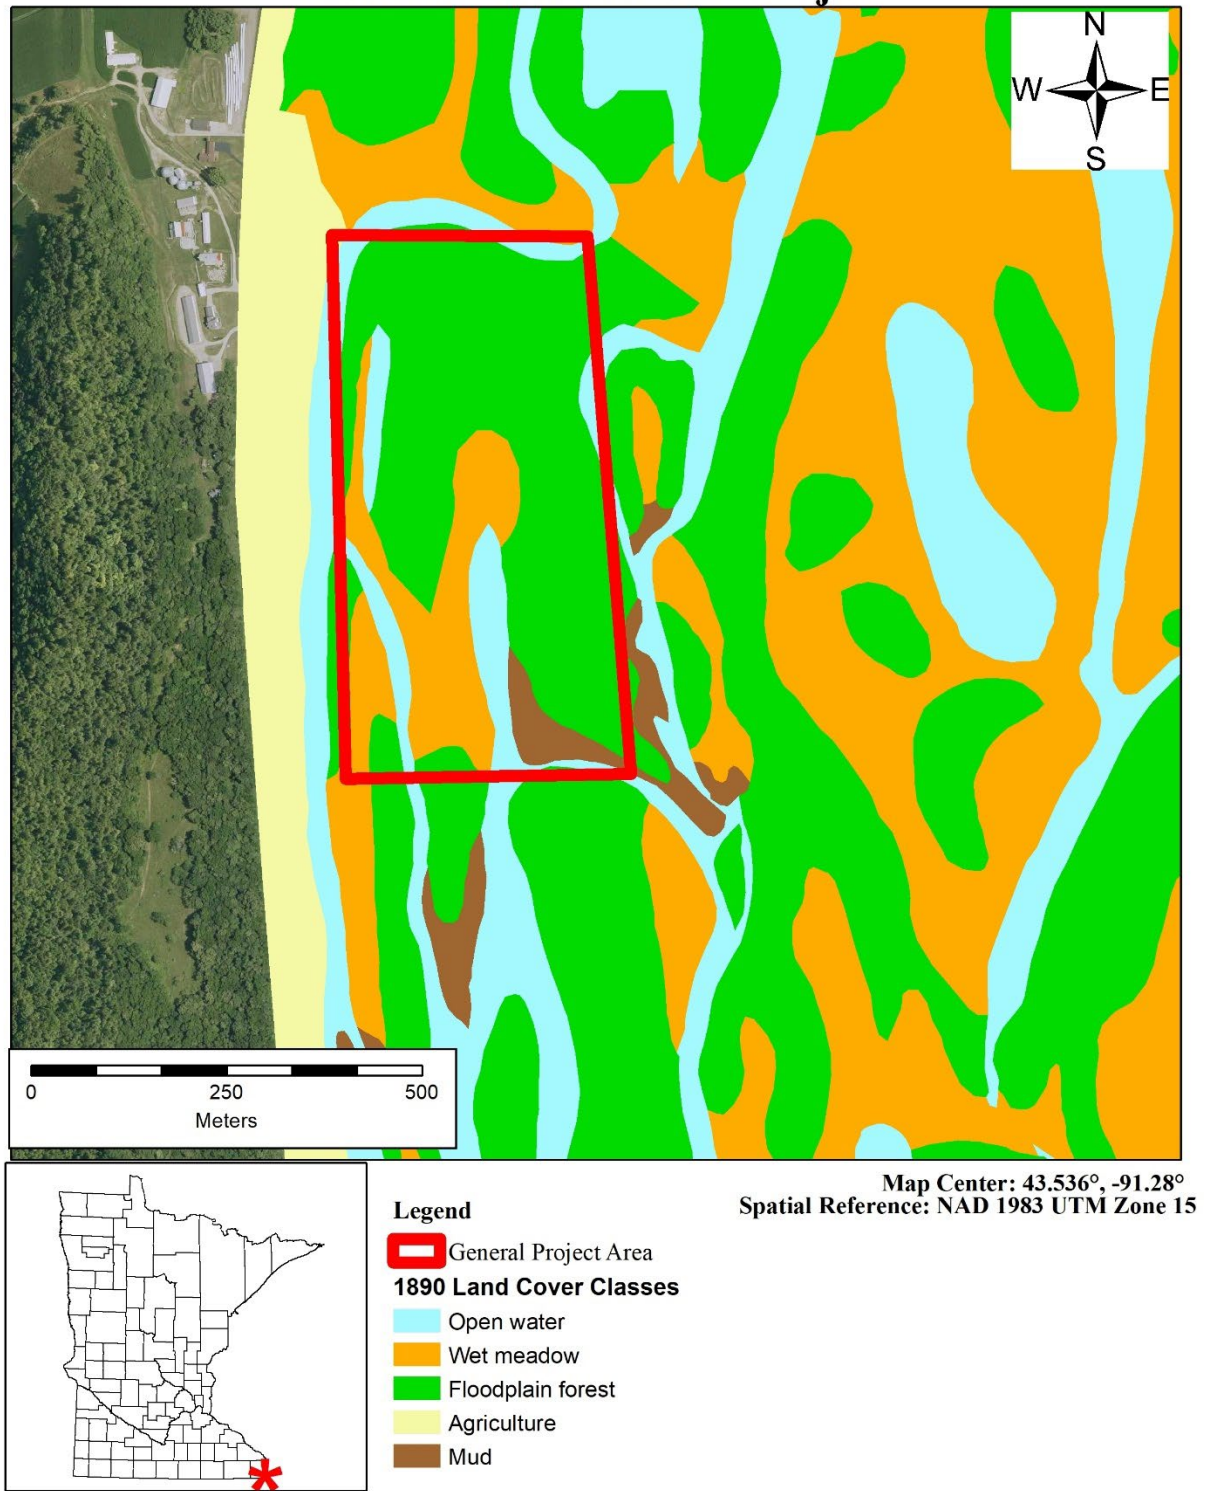 N
W E
S
0 250 500
Meters
Map Center: 43.536°, -91.28°
Spatial Reference: NAD 1983 UTM Zone 15
Legend
General Project Area
1890 Land Cover Classes
Open water
Wet meadow
Floodplain forest
Agriculture
Mud